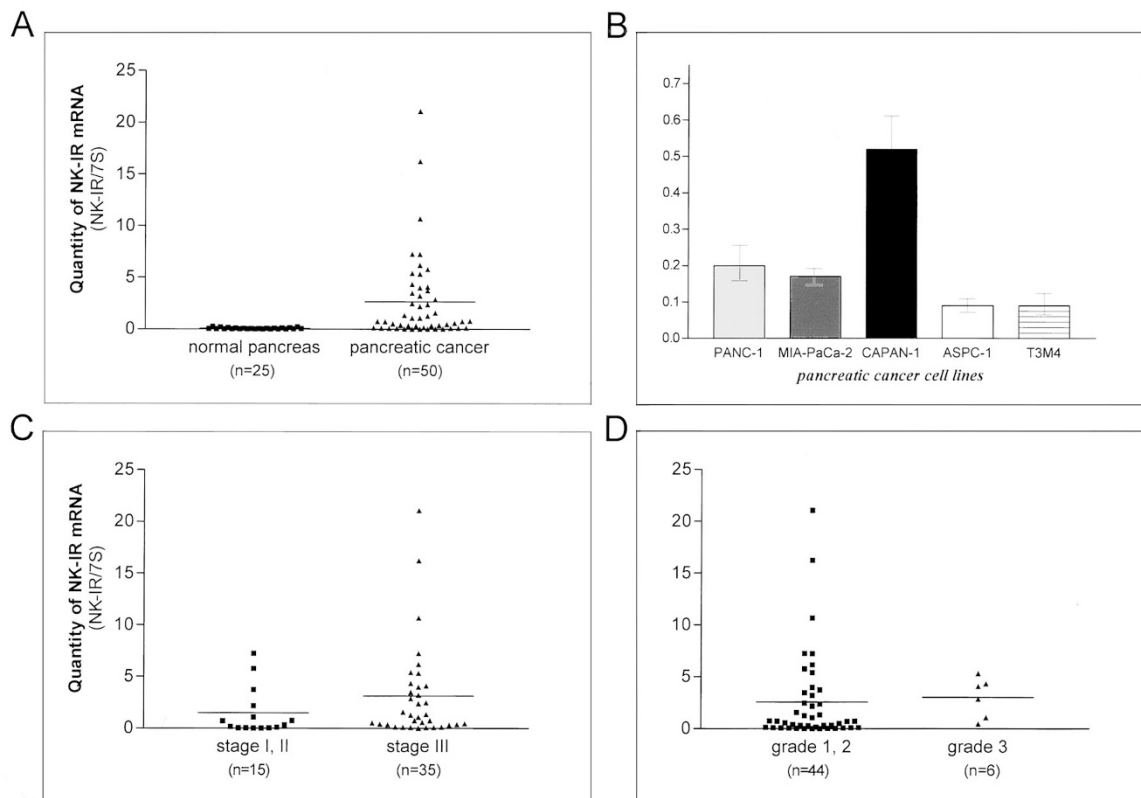 A
Quantity of NK-IR mRNA
(NK-IR/7S)
25
20
15
10
5
0
normal pancreas
pancreatic cancer
(n=25)
(n=50)
B
0.7
0.6
0.5
0.4
0.3
0.2
0.1
0.0
PANC-1
MIA-PaCa-2
CAPAN-1
ASPC-1
T3M4
pancreatic cancer cell lines
C
Quantity of NK-IR mRNA
(NK-IR/7S)
25
20
15
10
5
0
stage I, II
stage III
(n=15)
(n=35)
D
25
20
15
10
5
0
grade 1, 2
grade 3
(n=44)
(n=6)